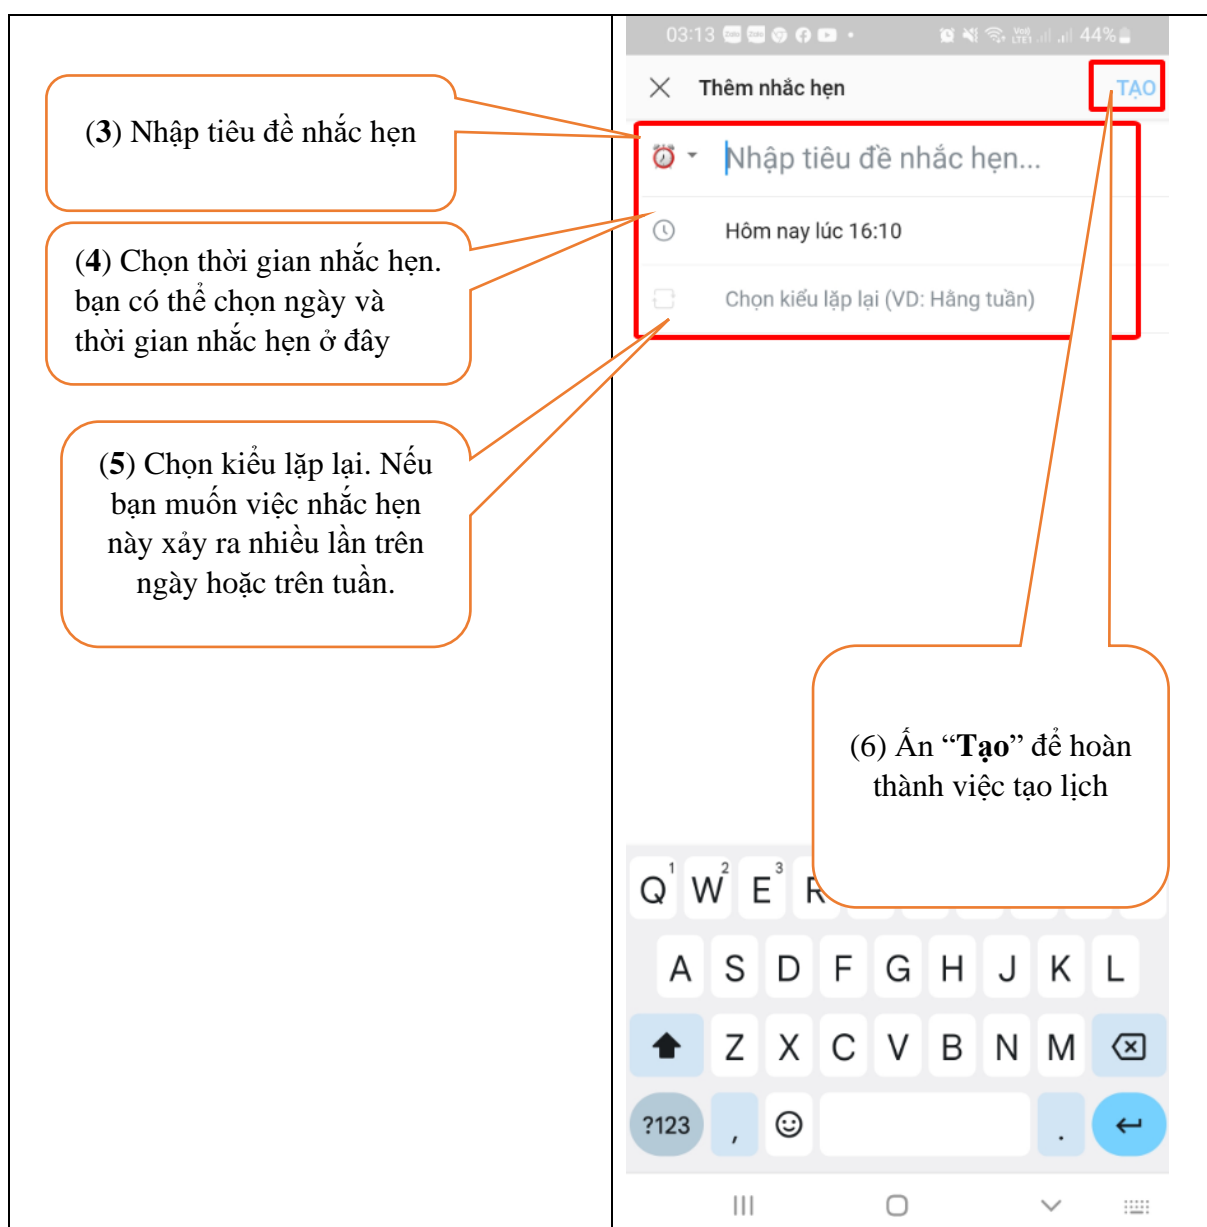 (3) Nhập tiêu đề nhắc hẹn
(4) Chọn thời gian nhắc hẹn.
bạn có thể chọn ngày và
thời gian nhắc hẹn ở đây
(5) Chọn kiểu lặp lại. Nếu
bạn muốn việc nhắc hẹn
này xảy ra nhiều lần trên
ngày hoặc trên tuần.
03:13 44%
Thêm nhắc hẹn TẠO
Nhập tiêu đề nhắc hẹn...
Hôm nay lúc 16:10
Chọn kiểu lặp lại (VD: Hằng tuần)
(6) Ấn “Tạo” để hoàn
thành việc tạo lịch
Q1 W2 E3 R
A S D F G H J K L
Z X C V B N M
?123 , .